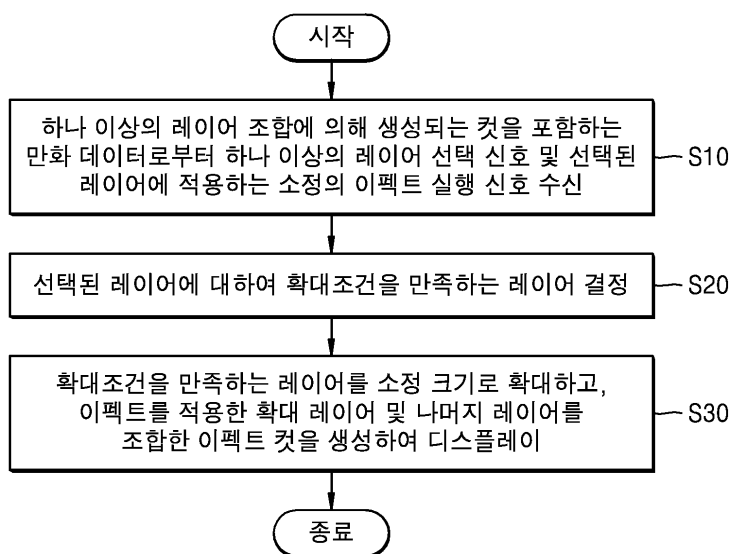 시작
하나 이상의 레이어 조합에 의해 생성되는 컷을 포함하는
만화 데이터로부터 하나 이상의 레이어 선택 신호 및 선택된
레이어에 적용하는 소정의 이펙트 실행 신호 수신
S10
선택된 레이어에 대하여 확대조건을 만족하는 레이어 결정
S20
확대조건을 만족하는 레이어를 소정 크기로 확대하고,
이펙트를 적용한 확대 레이어 및 나머지 레이어를
조합한 이펙트 컷을 생성하여 디스플레이
S30
종료